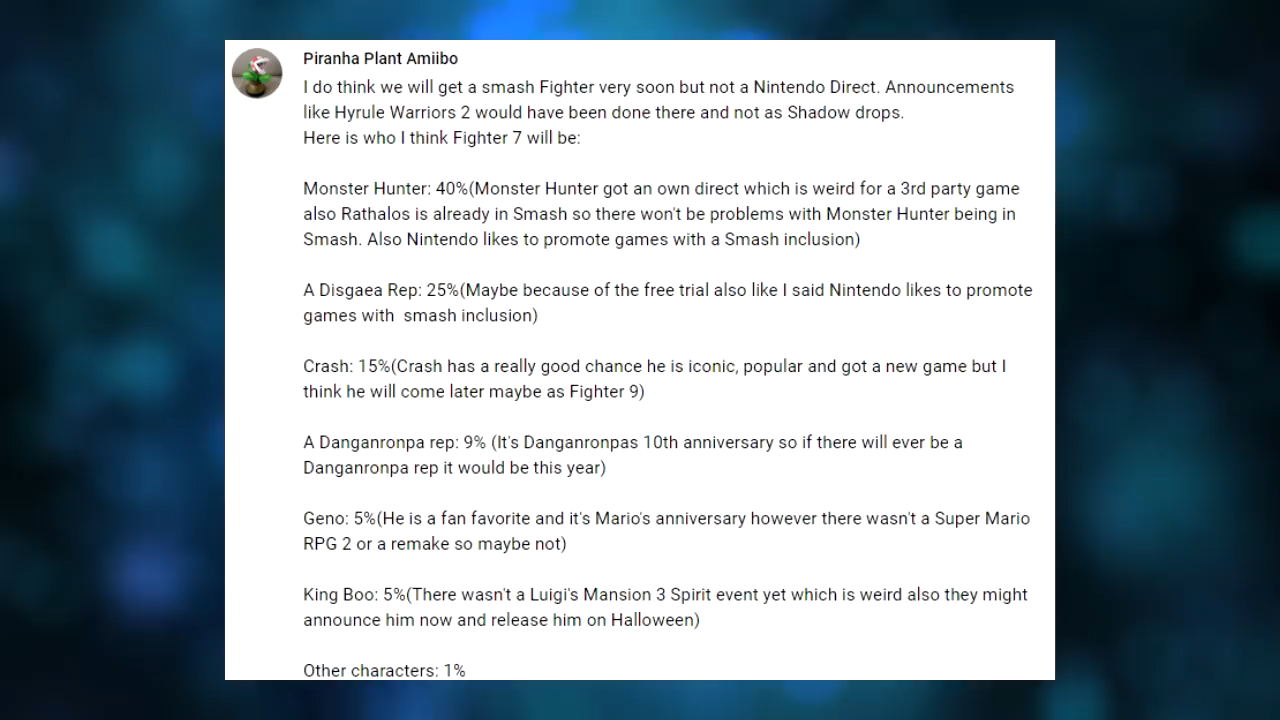 Piranha Plant Amiibo
I do think we will get a smash Fighter very soon but not a Nintendo Direct. Announcements
like Hyrule Warriors 2 would have been done there and not as Shadow drops.
Here is who I think Fighter 7 will be:
Monster Hunter: 40%(Monster Hunter got an own direct which is weird for a 3rd party game
also Rathalos is already in Smash so there won't be problems with Monster Hunter being in
Smash. Also Nintendo likes to promote games with a Smash inclusion)
A Disgaea Rep: 25%(Maybe because of the free trial also like I said Nintendo likes to promote
games with  smash inclusion)
Crash: 15%(Crash has a really good chance he is iconic, popular and got a new game but I
think he will come later maybe as Fighter 9)
A Danganronpa rep: 9% (It's Danganronpas 10th anniversary so if there will ever be a
Danganronpa rep it would be this year)
Geno: 5%(He is a fan favorite and it's Mario's anniversary however there wasn't a Super Mario
RPG 2 or a remake so maybe not)
King Boo: 5%(There wasn't a Luigi's Mansion 3 Spirit event yet which is weird also they might
announce him now and release him on Halloween)
Other characters: 1%